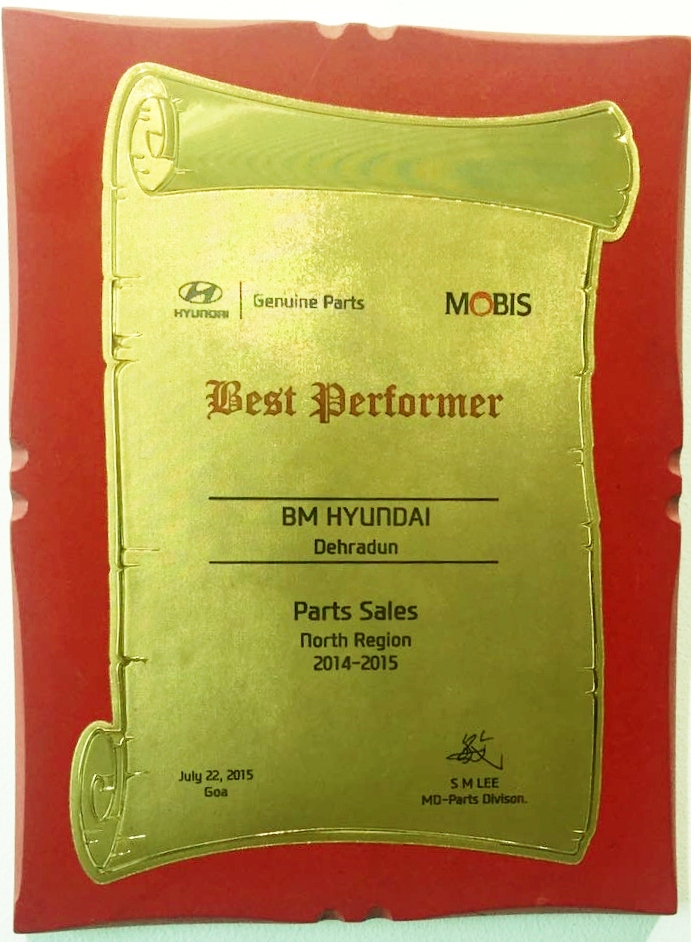 HYUNDAI | Genuine Parts
MOBIS
Best Performer
BM HYUNDAI
Dehradun
Parts Sales
North Region
2014-2015
July 22, 2015
Goa
S M LEE
MD-Parts Divison.